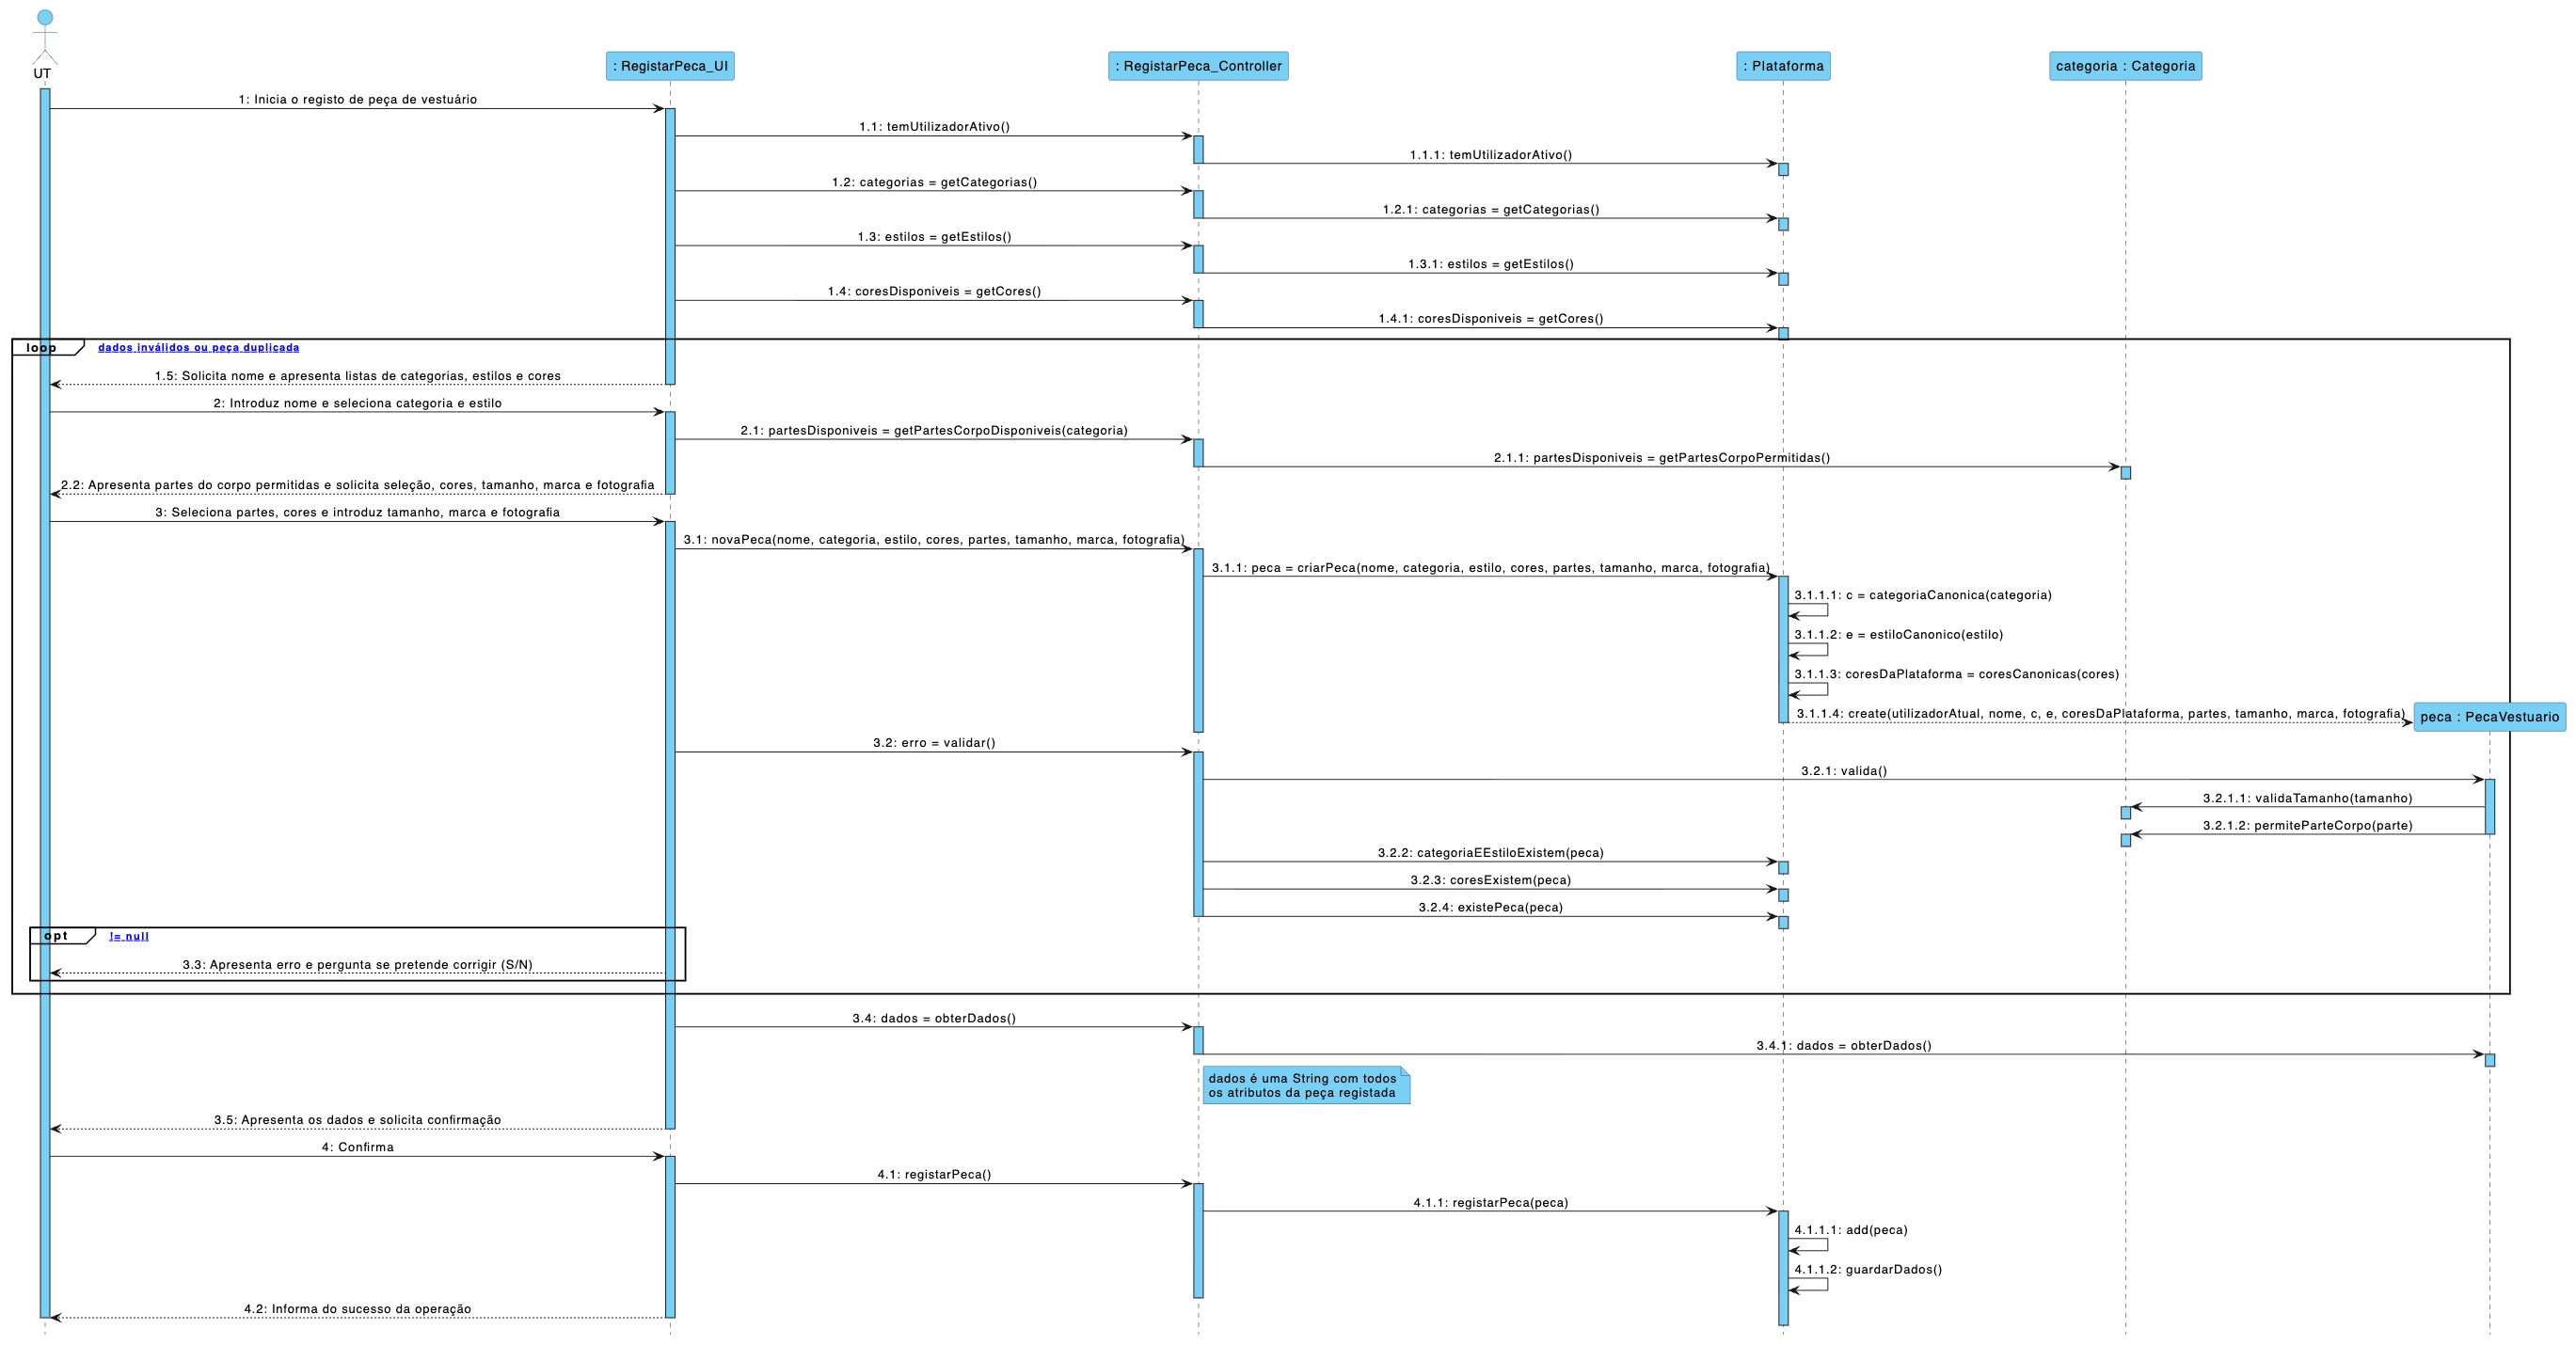 UT
: RegistarPeca_UI
: RegistarPeca_Controller
: Plataforma
categoria : Categoria
1: Inicia o registo de peça de vestuário
1.1: temUtilizadorAtivo()
1.1.1: temUtilizadorAtivo()
1.2: categorias = getCategorias()
1.2.1: categorias = getCategorias()
1.3: estilos = getEstilos()
1.3.1: estilos = getEstilos()
1.4: coresDisponiveis = getCores()
1.4.1: coresDisponiveis = getCores()
loop
dados inválidos ou peça duplicada
1.5: Solicita nome e apresenta listas de categorias, estilos e cores
2: Introduz nome e seleciona categoria e estilo
2.1: partesDisponiveis = getPartesCorpoDisponiveis(categoria)
2.1.1: partesDisponiveis = getPartesCorpoPermitidas()
2.2: Apresenta partes do corpo permitidas e solicita seleção, cores, tamanho, marca e fotografia
3: Seleciona partes, cores e introduz tamanho, marca e fotografia
3.1: novaPeca(nome, categoria, estilo, cores, partes, tamanho, marca, fotografia)
3.1.1: peca = criarPeca(nome, categoria, estilo, cores, partes, tamanho, marca, fotografia)
3.1.1.1: c = categoriaCanonica(categoria)
3.1.1.2: e = estiloCanonico(estilo)
3.1.1.3: coresDaPlataforma = coresCanonicas(cores)
3.1.1.4: create(utilizadorAtual, nome, c, e, coresDaPlataforma, partes, tamanho, marca, fotografia)
peca : PecaVestuario
3.2: erro = validar()
3.2.1: valida()
3.2.1.1: validaTamanho(tamanho)
3.2.1.2: permiteParteCorpo(parte)
3.2.2: categoriaEEstiloExistem(peca)
3.2.3: coresExistem(peca)
3.2.4: existePeca(peca)
opt
!= null
3.3: Apresenta erro e pergunta se pretende corrigir (S/N)
3.4: dados = obterDados()
3.4.1: dados = obterDados()
dados é uma String com todos
os atributos da peça registada
3.5: Apresenta os dados e solicita confirmação
4: Confirma
4.1: registarPeca()
4.1.1: registarPeca(peca)
4.1.1.1: add(peca)
4.1.1.2: guardarDados()
4.2: Informa do sucesso da operação